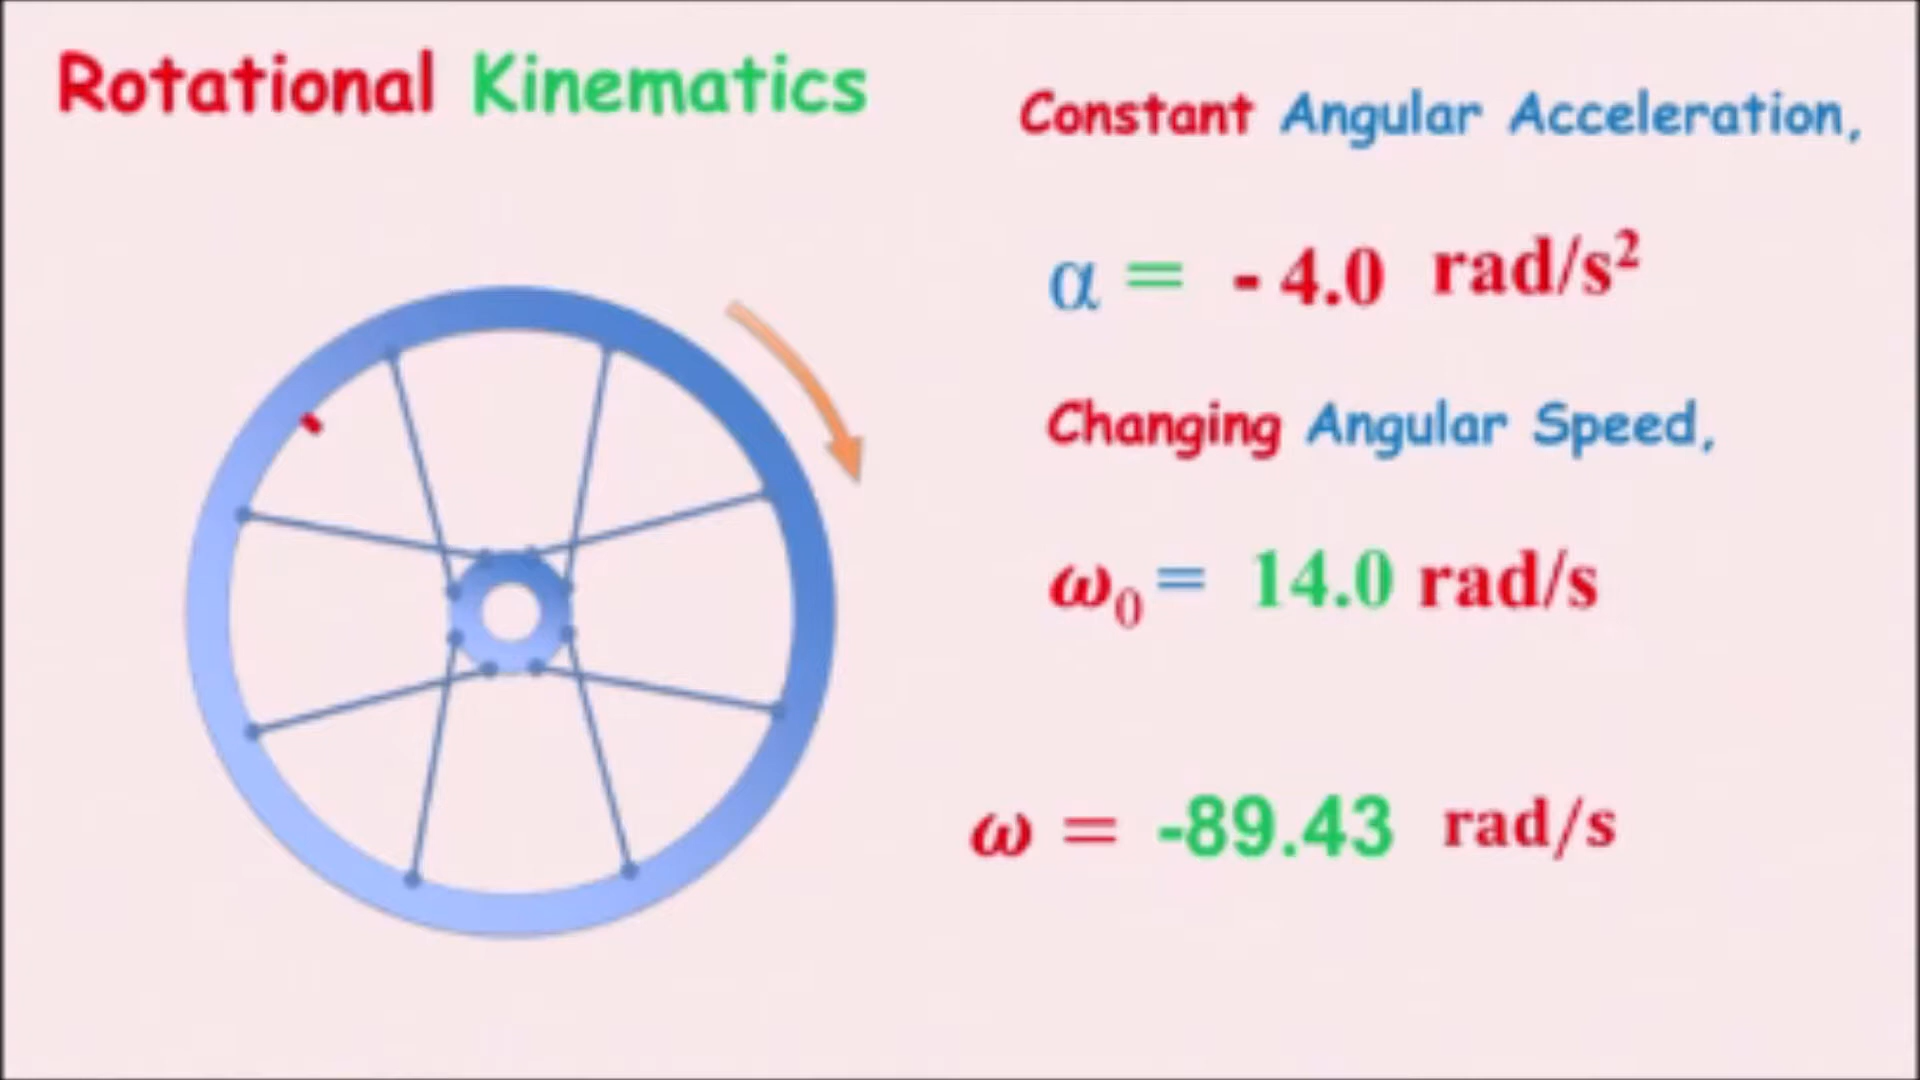 Rotational Kinematics
Constant Angular Acceleration,
α = - 4.0 rad/s²
Changing Angular Speed,
ω₀ = 14.0 rad/s
ω = -89.43 rad/s